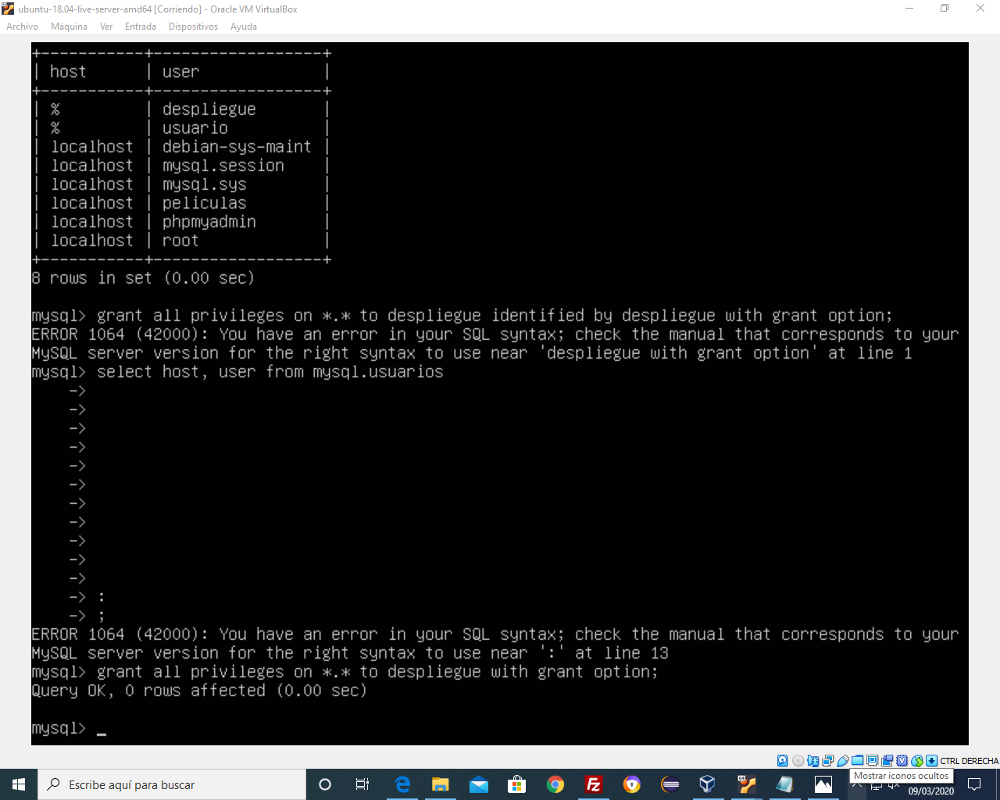 ubuntu-18.04-live-server-amd64 [Corriendo] - Oracle VM VirtualBox
Archivo Máquina Ver Entrada Dispositivos Ayuda
+-----------+------------------+
| host      | user             |
+-----------+------------------+
| %         | despliegue       |
| %         | usuario          |
| localhost | debian-sys-maint |
| localhost | mysql.session    |
| localhost | mysql.sys        |
| localhost | peliculas        |
| localhost | phpmyadmin       |
| localhost | root             |
+-----------+------------------+
8 rows in set (0.00 sec)
mysql> grant all privileges on *.* to despliegue identified by despliegue with grant option;
ERROR 1064 (42000): You have an error in your SQL syntax; check the manual that corresponds to your
MySQL server version for the right syntax to use near 'despliegue with grant option' at line 1
mysql> select host, user from mysql.usuarios
    ->
    ->
    ->
    ->
    ->
    ->
    ->
    ->
    ->
    ->
    ->
    -> :
    -> ;
ERROR 1064 (42000): You have an error in your SQL syntax; check the manual that corresponds to your
MySQL server version for the right syntax to use near ':' at line 13
mysql> grant all privileges on *.* to despliegue with grant option;
Query OK, 0 rows affected (0.00 sec)
mysql> _
CTRL DERECHA
Mostrar iconos ocultos
Escribe aquí para buscar
09/03/2020